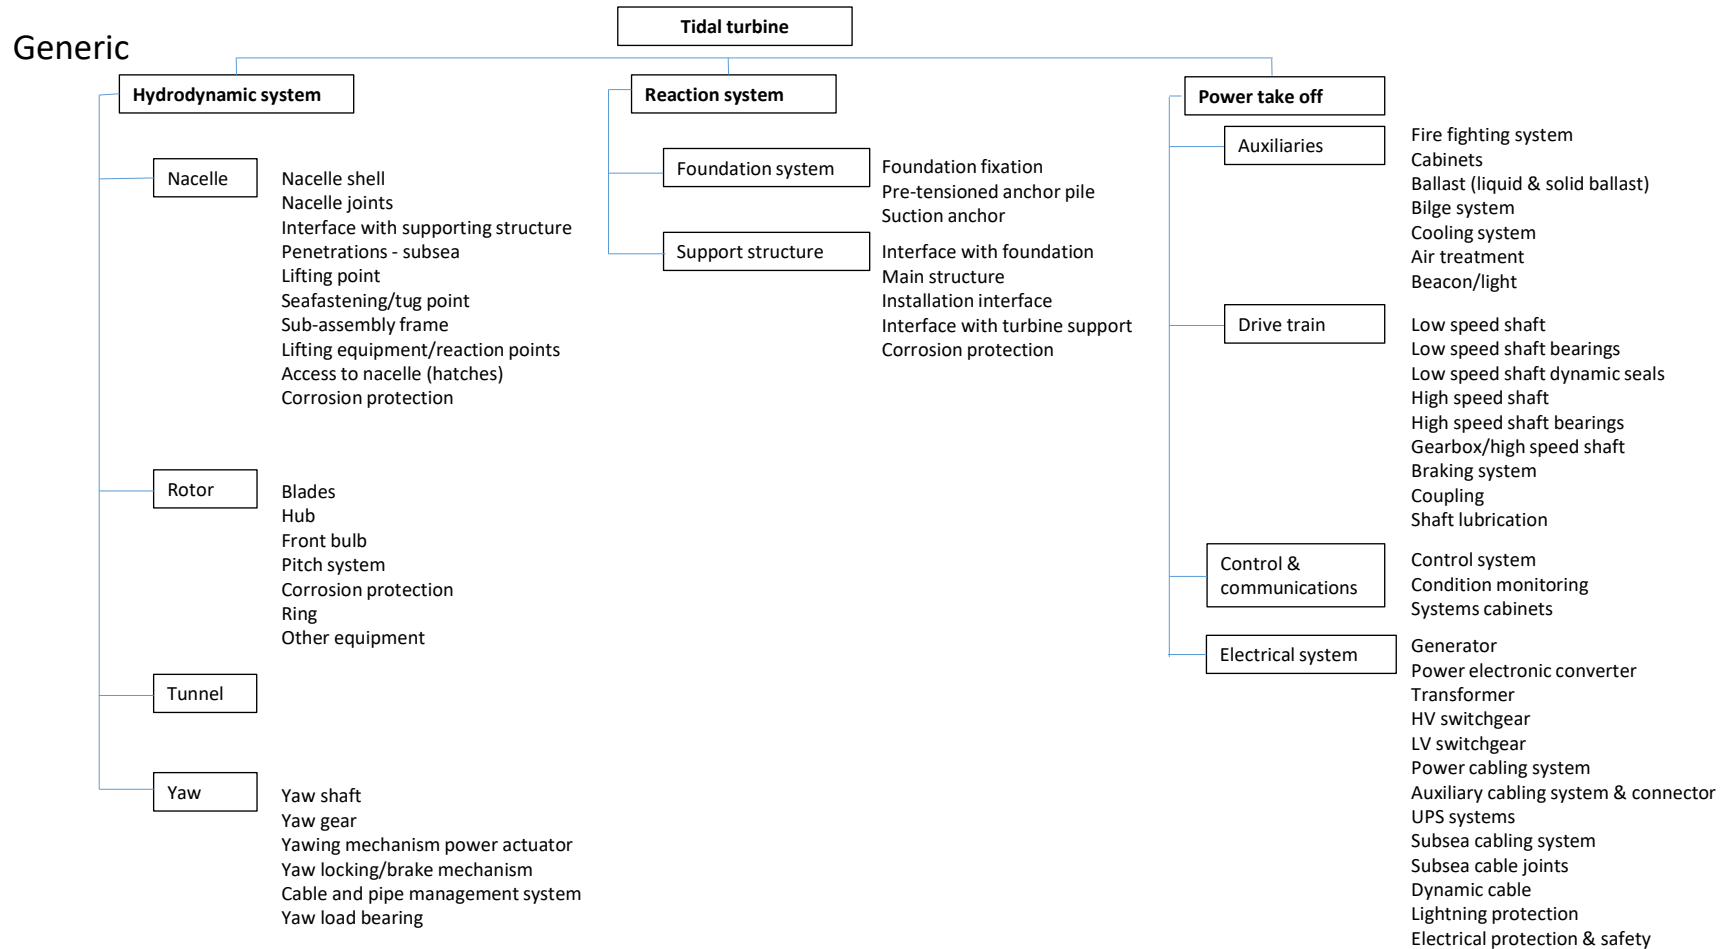 Generic
Tidal turbine
Hydrodynamic system
Nacelle
Nacelle shell
Nacelle joints
Interface with supporting structure
Penetrations - subsea
Lifting point
Seafastening/tug point
Sub-assembly frame
Lifting equipment/reaction points
Access to nacelle (hatches)
Corrosion protection
Rotor
Blades
Hub
Front bulb
Pitch system
Corrosion protection
Ring
Other equipment
Tunnel
Yaw
Yaw shaft
Yaw gear
Yawing mechanism power actuator
Yaw locking/brake mechanism
Cable and pipe management system
Yaw load bearing
Reaction system
Foundation system
Foundation fixation
Pre-tensioned anchor pile
Suction anchor
Support structure
Interface with foundation
Main structure
Installation interface
Interface with turbine support
Corrosion protection
Power take off
Auxiliaries
Fire fighting system
Cabinets
Ballast (liquid & solid ballast)
Bilge system
Cooling system
Air treatment
Beacon/light
Drive train
Low speed shaft
Low speed shaft bearings
Low speed shaft dynamic seals
High speed shaft
High speed shaft bearings
Gearbox/high speed shaft
Braking system
Coupling
Shaft lubrication
Control &
communications
Control system
Condition monitoring
Systems cabinets
Electrical system
Generator
Power electronic converter
Transformer
HV switchgear
LV switchgear
Power cabling system
Auxiliary cabling system & connector
UPS systems
Subsea cabling system
Subsea cable joints
Dynamic cable
Lightning protection
Electrical protection & safety